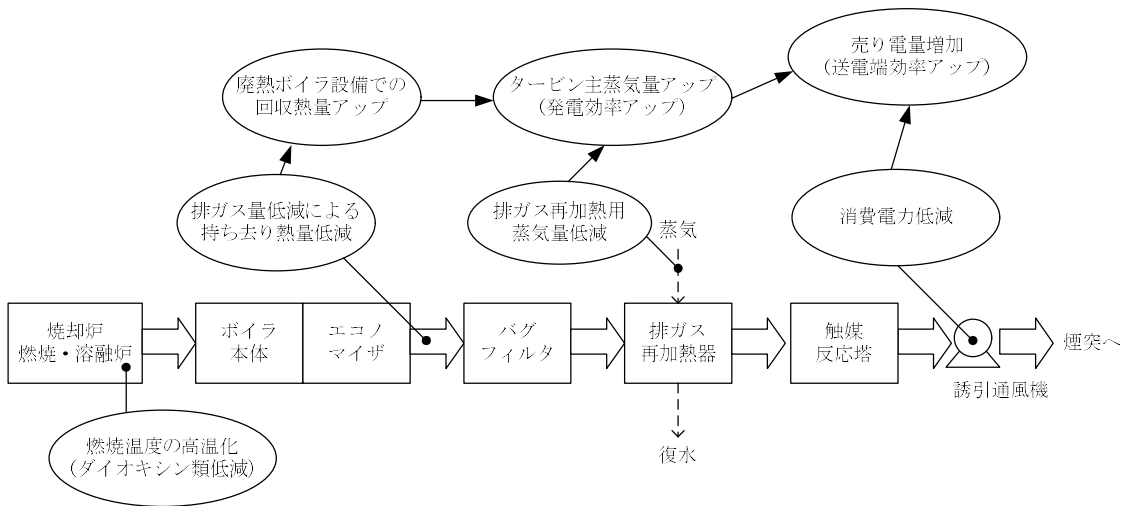 売り電量増加
（送電端効率アップ）
廃熱ボイラ設備での
回収熱量アップ
タービン主蒸気量アップ
（発電効率アップ）
排ガス量低減による
持ち去り熱量低減
排ガス再加熱用
蒸気量低減
消費電力低減
蒸気
焼却炉
燃焼・溶融炉
ボイラ
本体
エコノ
マイザ
バグ
フィルタ
排ガス
再加熱器
触媒
反応塔
煙突へ
誘引通風機
燃焼温度の高温化
（ダイオキシン類低減）
復水